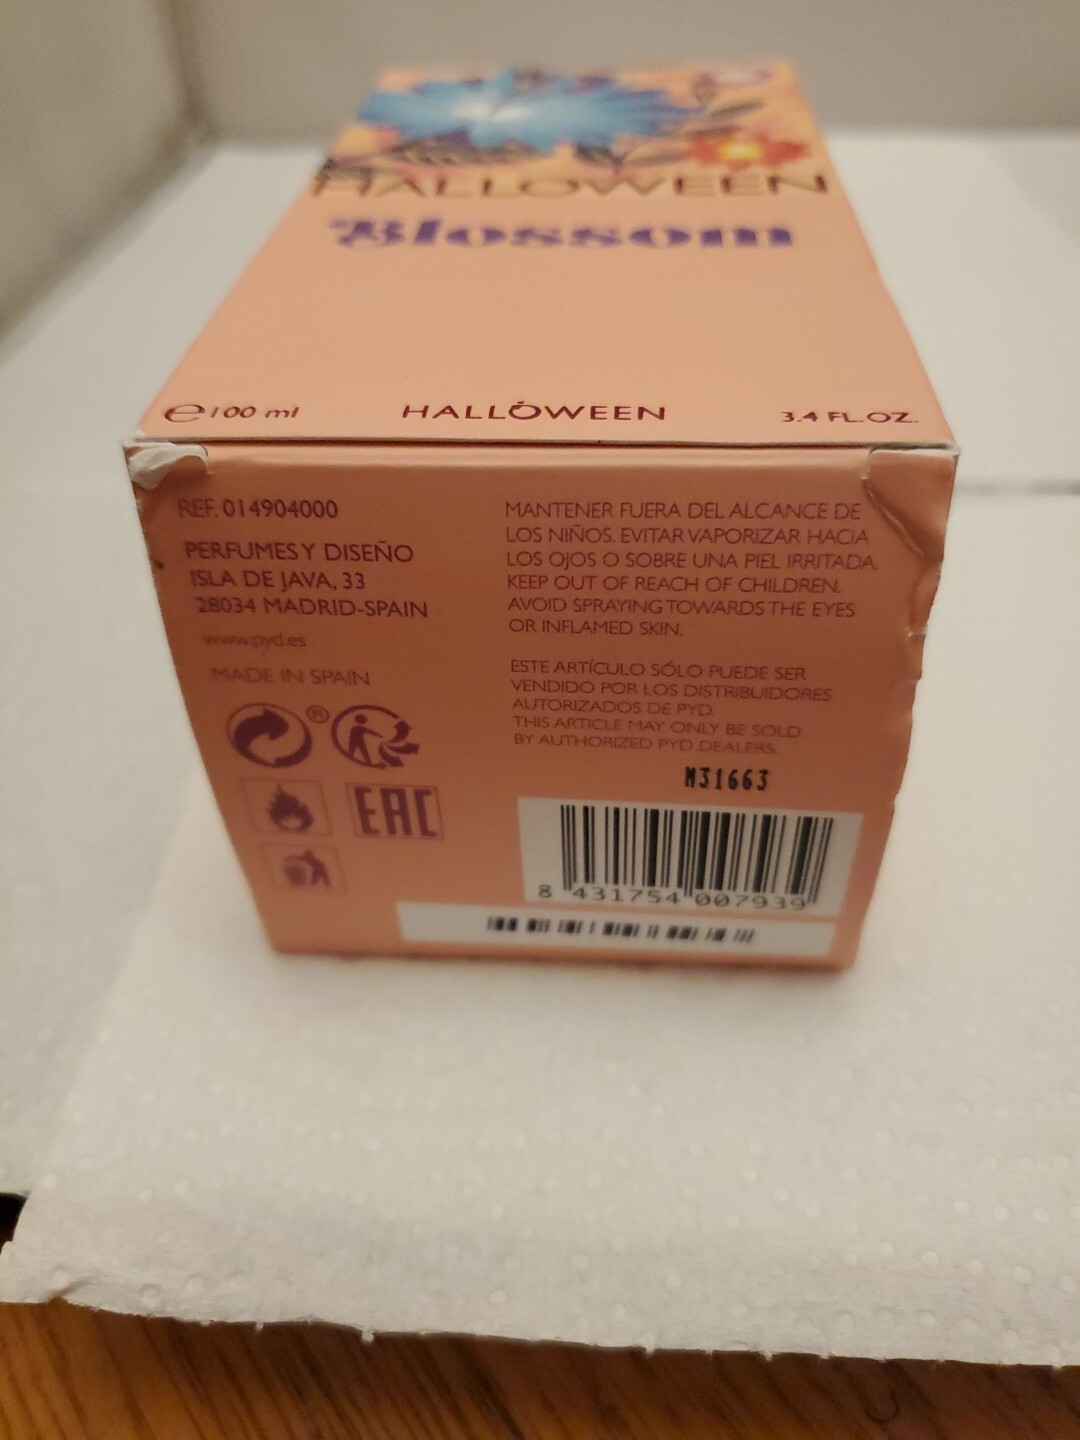 HALLOWEEN
Blossom
e 100 ml
HALLOWEEN
3.4 FL.OZ.
REF. 014904000
PERFUMES Y DISEÑO
ISLA DE JAVA, 33
28034 MADRID-SPAIN
www.pyd.es
MADE IN SPAIN
®
EAC
MANTENER FUERA DEL ALCANCE DE
LOS NIÑOS. EVITAR VAPORIZAR HACIA
LOS OJOS O SOBRE UNA PIEL IRRITADA.
KEEP OUT OF REACH OF CHILDREN.
AVOID SPRAYING TOWARDS THE EYES
OR INFLAMED SKIN.
ESTE ARTÍCULO SÓLO PUEDE SER
VENDIDO POR LOS DISTRIBUIDORES
AUTORIZADOS DE PYD.
THIS ARTICLE MAY ONLY BE SOLD
BY AUTHORIZED PYD DEALERS.
M31663
8 431754 007939